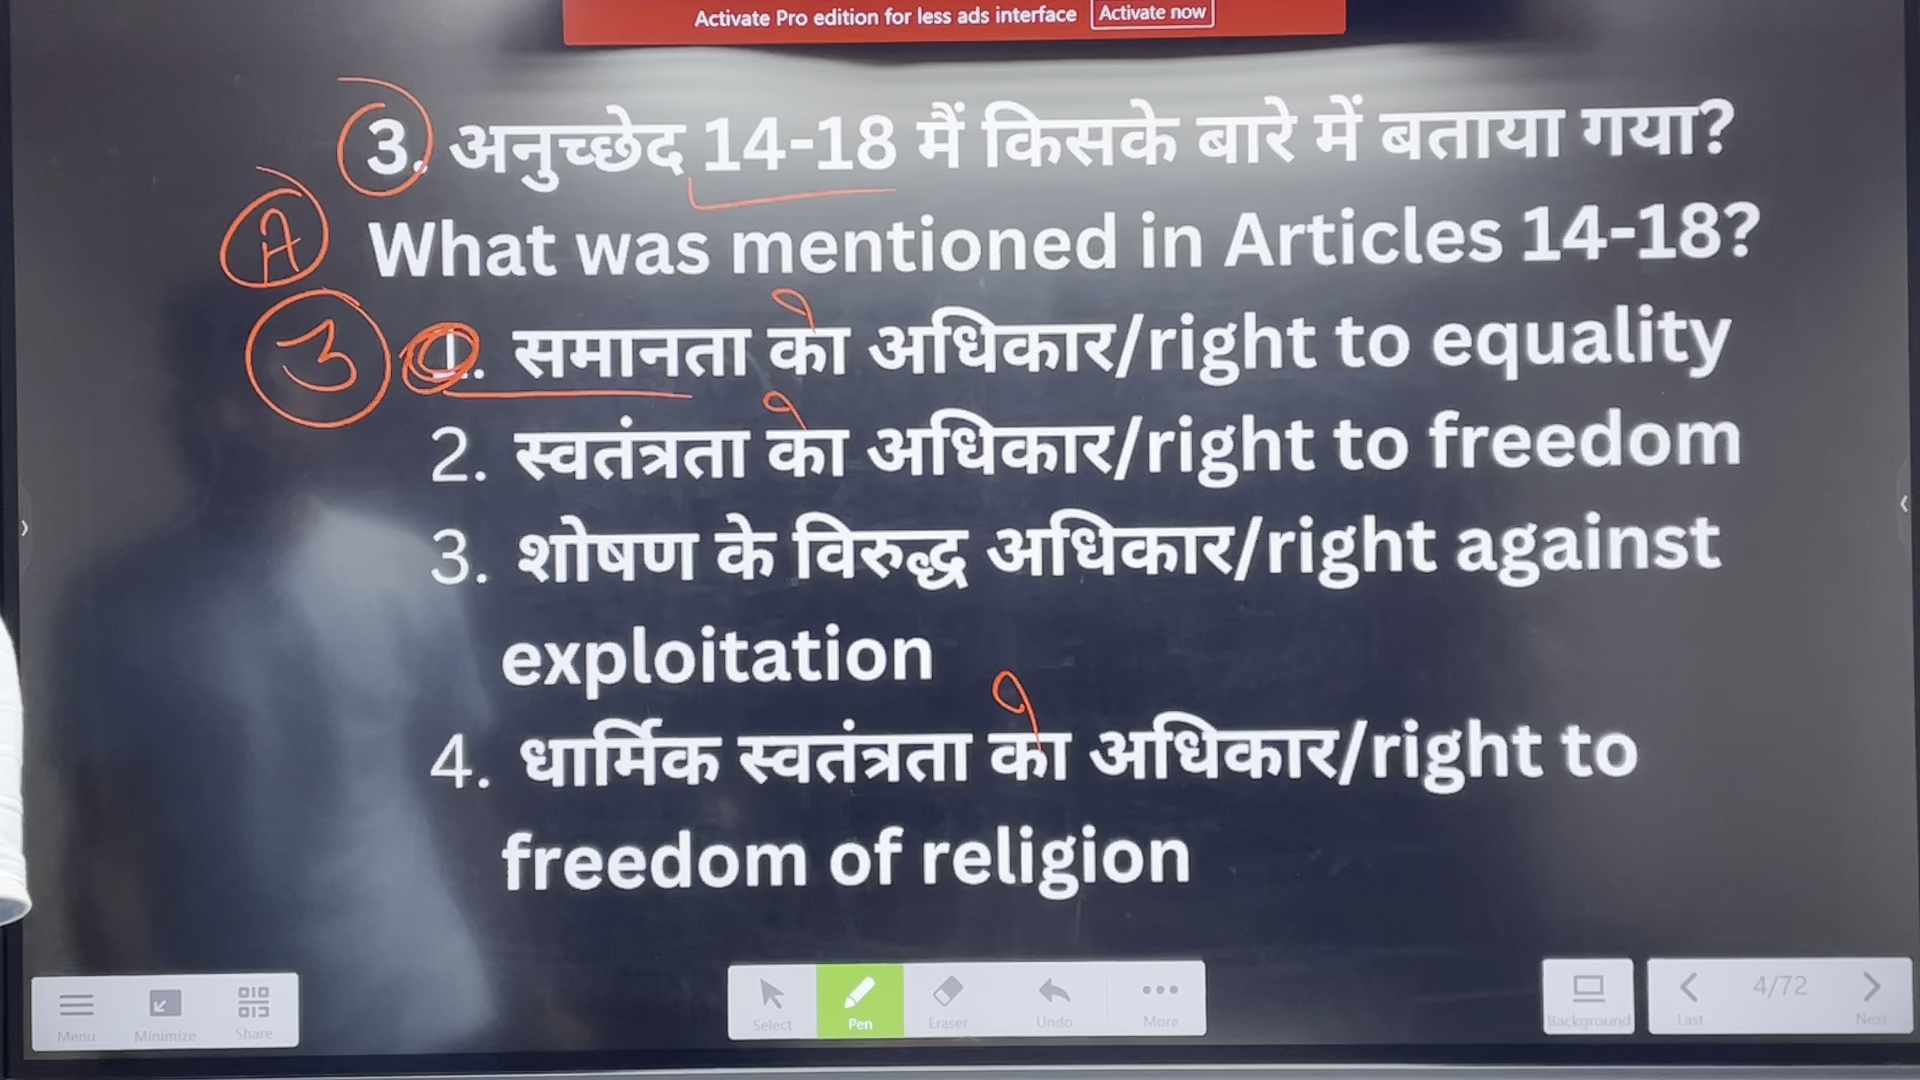 Activate Pro edition for less ads interface Activate now
3. अनुच्छेद 14-18 मैं किसके बारे में बताया गया?
A What was mentioned in Articles 14-18?
3 1. समानता का अधिकार/right to equality
2. स्वतंत्रता का अधिकार/right to freedom
3. शोषण के विरुद्ध अधिकार/right against
exploitation
4. धार्मिक स्वतंत्रता का अधिकार/right to
freedom of religion
Menu Minimize Share Select Pen Eraser Undo More Background Last 4/72 Next